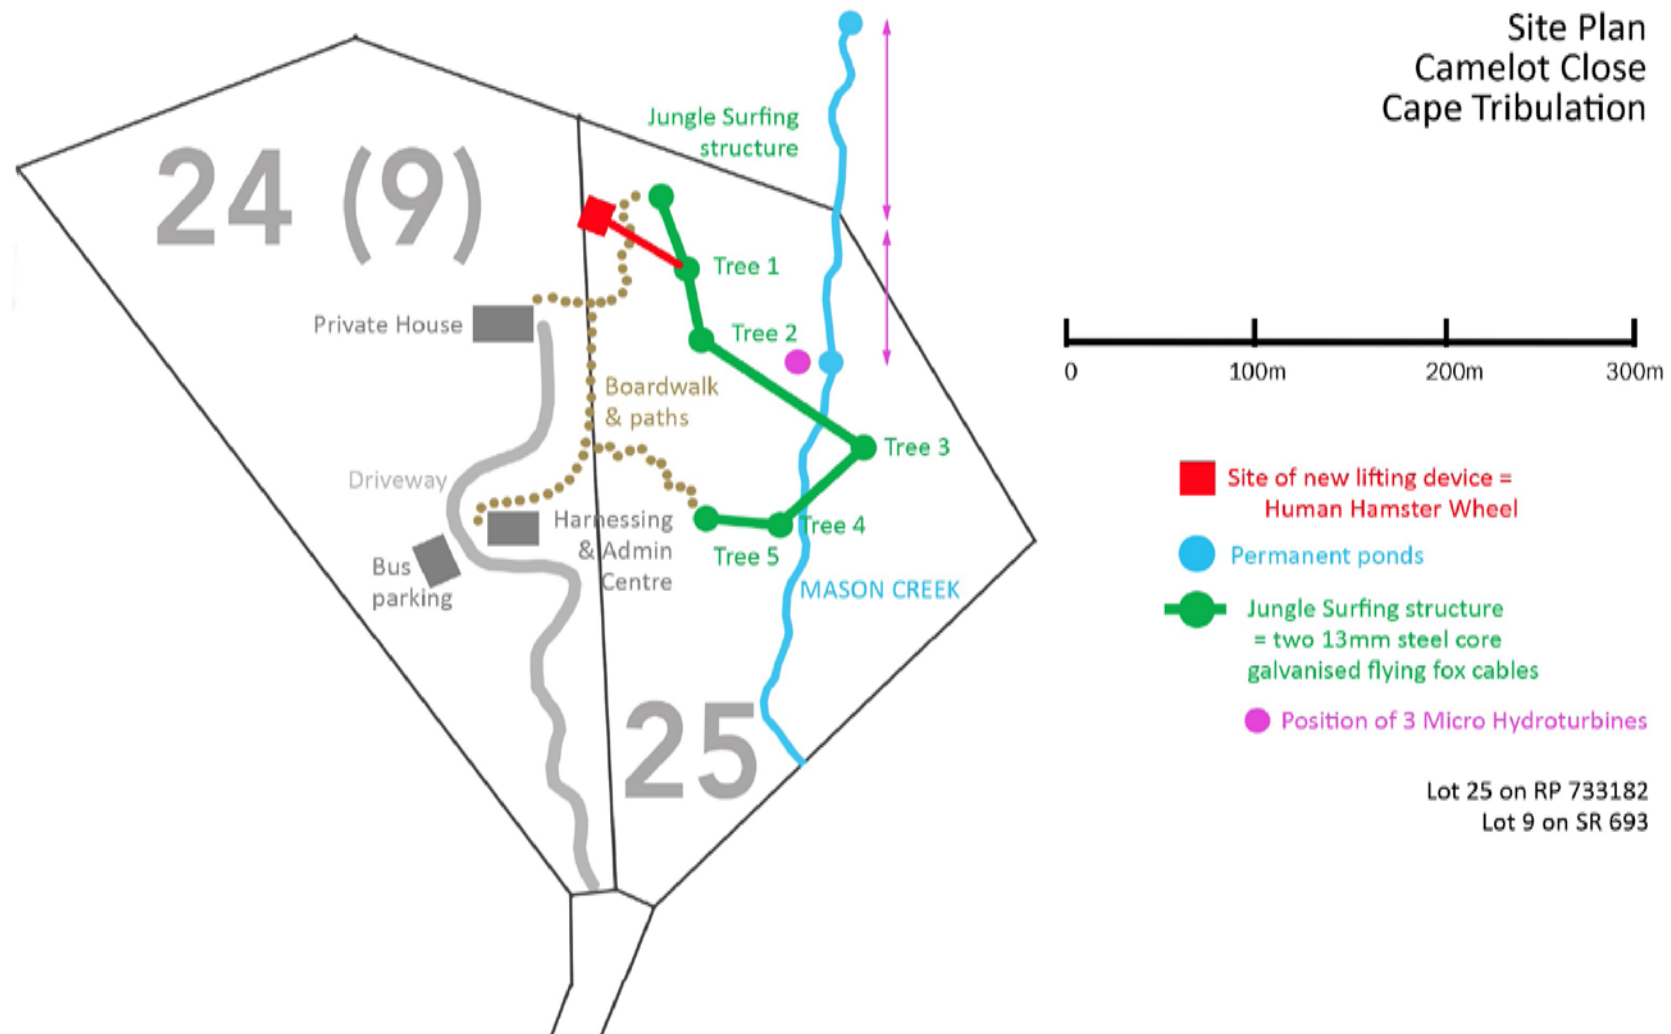 Site Plan
Camelot Close
Cape Tribulation
24 (9)
Jungle Surfing
structure
Tree 1
Tree 2
Private House
Boardwalk
& paths
Tree 3
Driveway
Harnessing
& Admin
Centre
Tree 4
Tree 5
Bus
parking
MASON CREEK
25
0
100m
200m
300m
Site of new lifting device =
Human Hamster Wheel
Permanent ponds
Jungle Surfing structure
= two 13mm steel core
galvanised flying fox cables
Position of 3 Micro Hydroturbines
Lot 25 on RP 733182
Lot 9 on SR 693